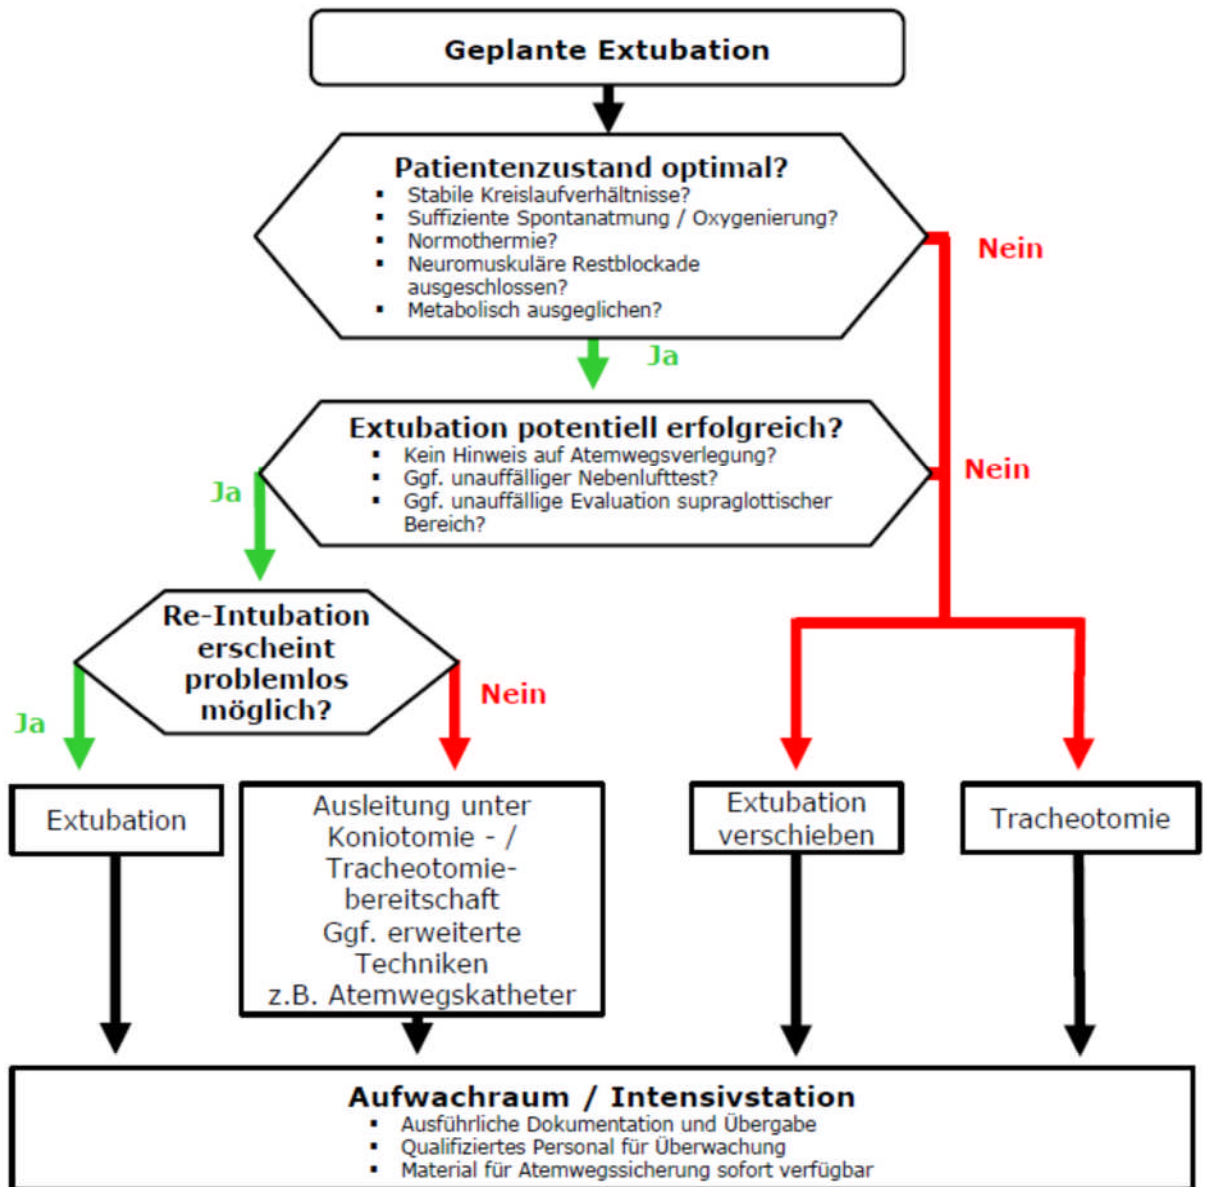 Geplante Extubation
Patientenzustand optimal?
▪ Stabile Kreislaufverhältnisse?
▪ Suffiziente Spontanatmung / Oxygenierung?
▪ Normothermie?
▪ Neuromuskuläre Restblockade
ausgeschlossen?
▪ Metabolisch ausgeglichen?
Nein
Ja
Extubation potentiell erfolgreich?
▪ Kein Hinweis auf Atemwegsverlegung?
▪ Ggf. unauffälliger Nebenlufttest?
▪ Ggf. unauffällige Evaluation supraglottischer
Bereich?
Nein
Ja
Re-Intubation
erscheint
problemlos
möglich?
Nein
Ja
Extubation
Ausleitung unter
Koniotomie - /
Tracheotomie-
bereitschaft
Ggf. erweiterte
Techniken
z.B. Atemwegskatheter
Extubation
verschieben
Tracheotomie
Aufwachraum / Intensivstation
▪ Ausführliche Dokumentation und Übergabe
▪ Qualifiziertes Personal für Überwachung
▪ Material für Atemwegssicherung sofort verfügbar